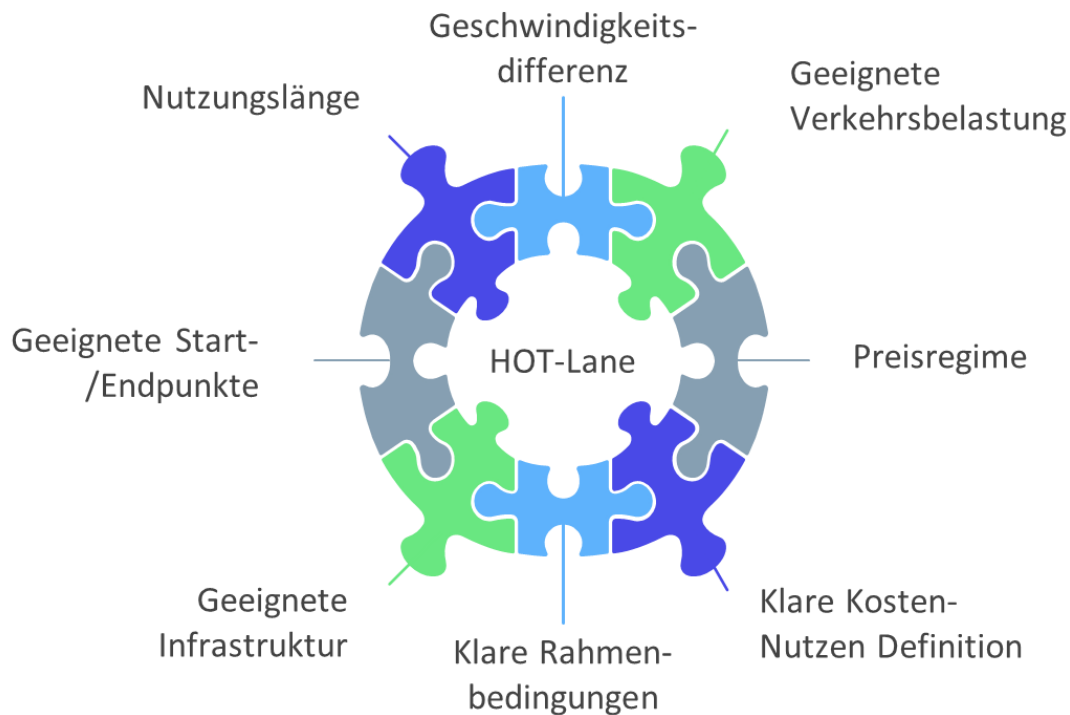 Geschwindigkeits-
differenz
Geeignete
Verkehrsbelastung
Nutzungslänge
Geeignete Start-
/Endpunkte
HOT-Lane
Preisregime
Geeignete
Infrastruktur
Klare Rahmen-
bedingungen
Klare Kosten-
Nutzen Definition